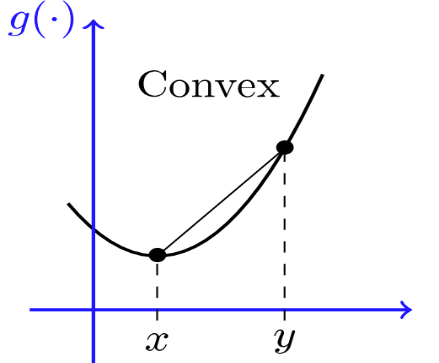 g(·)
Convex
x
y